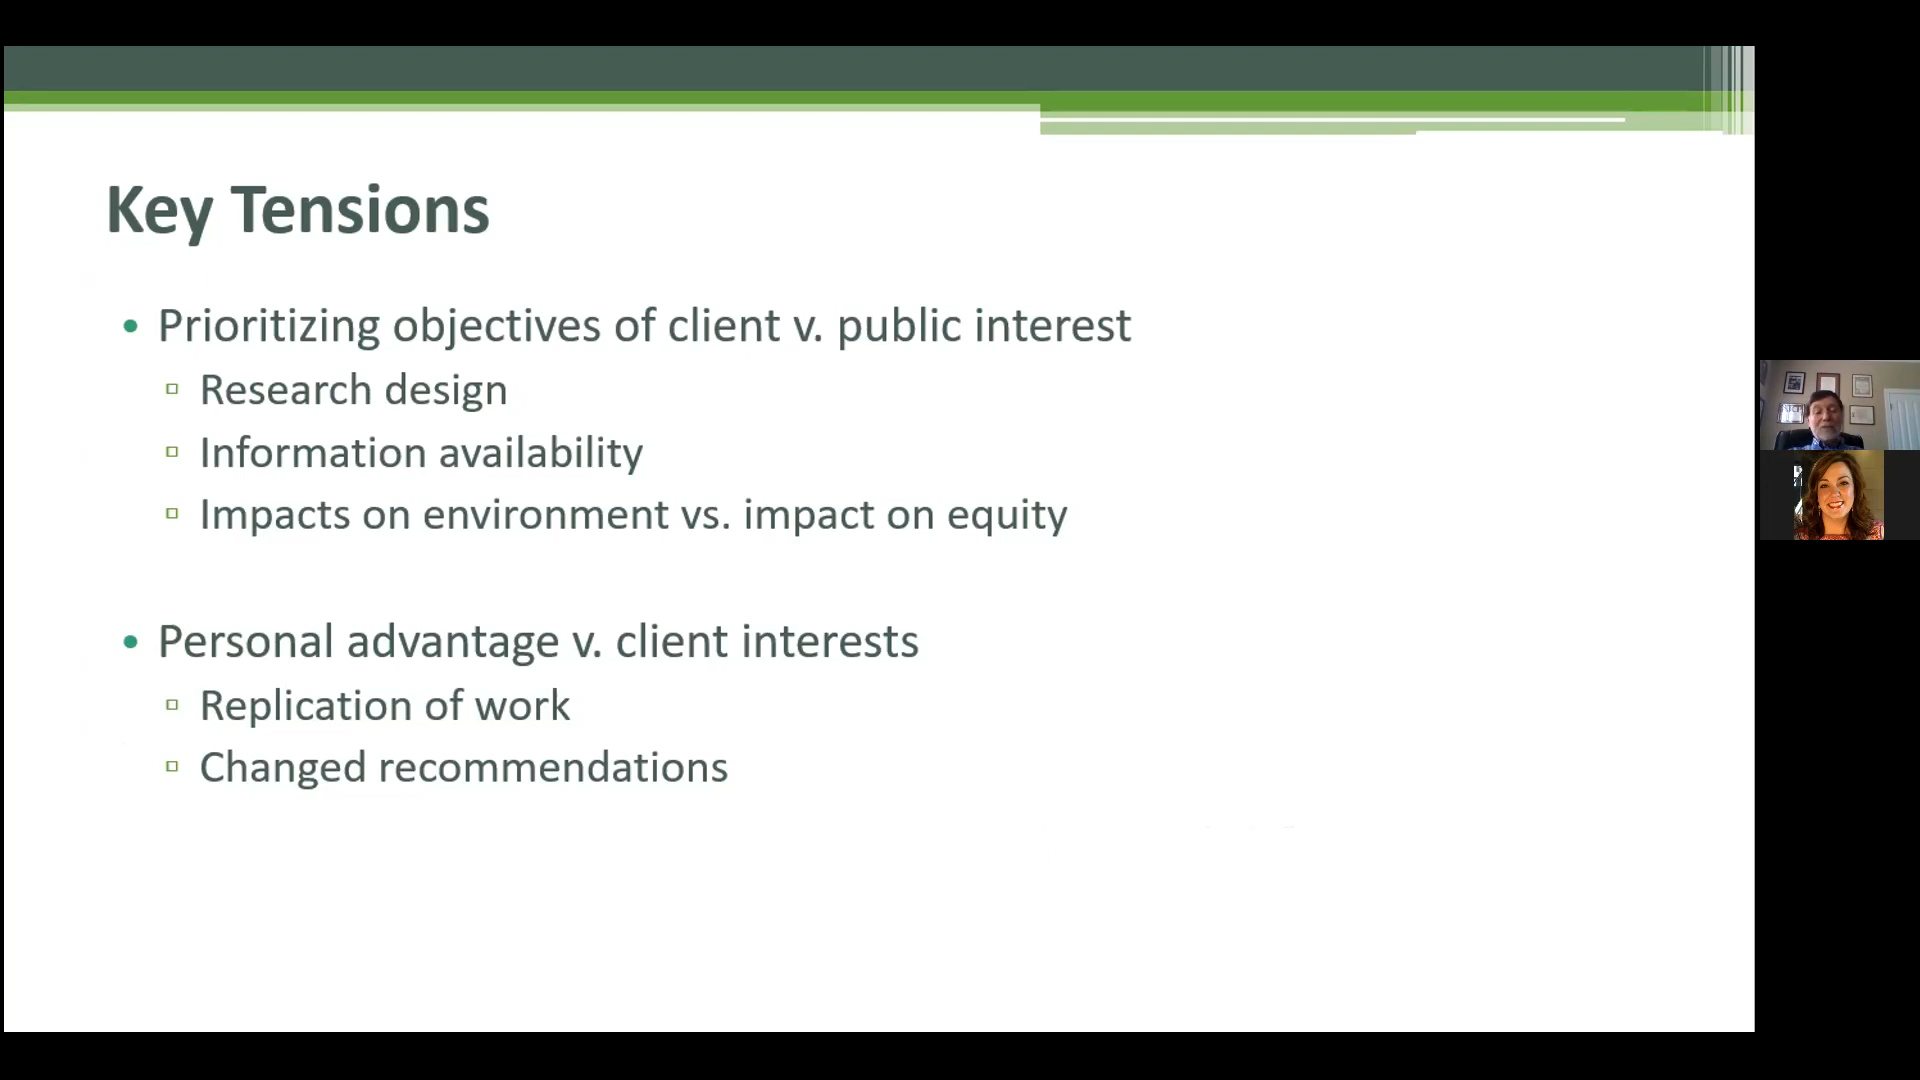 Key Tensions
Prioritizing objectives of client v. public interest
Research design
Information availability
Impacts on environment vs. impact on equity
Personal advantage v. client interests
Replication of work
Changed recommendations